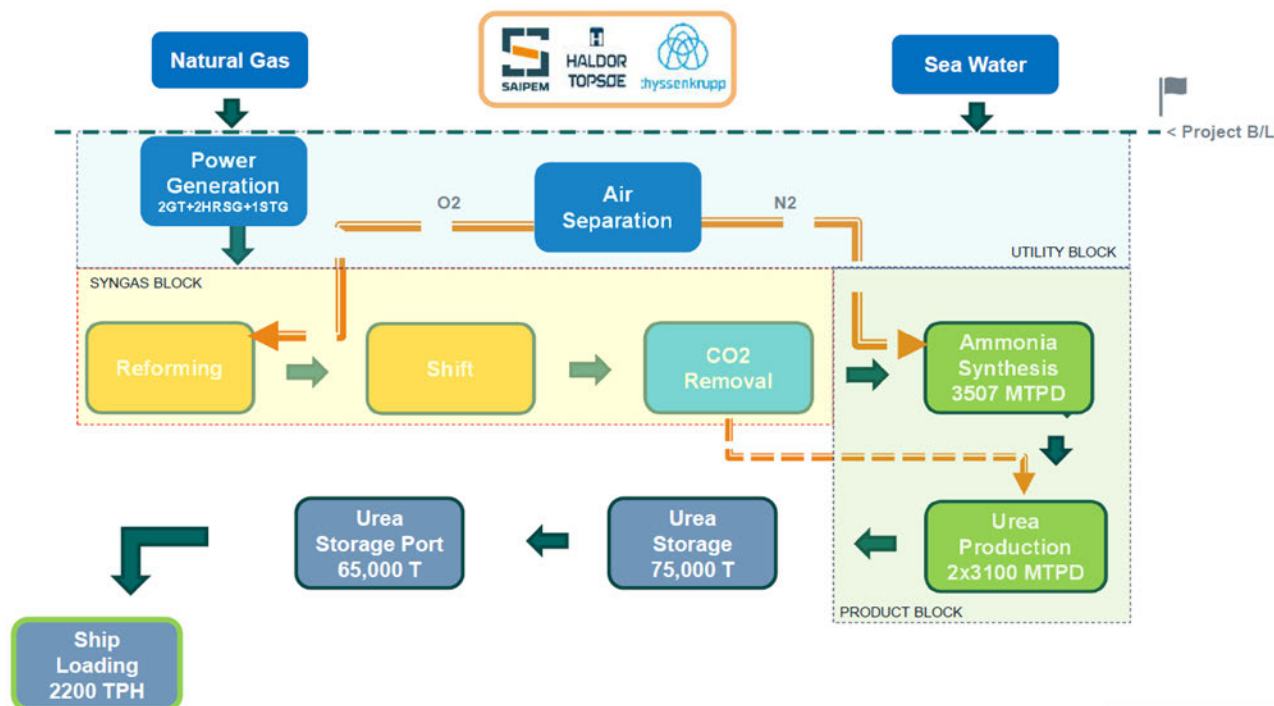 Natural Gas
SAIPEM
HALDOR
TOPSOE
thyssenkrupp
Sea Water
< Project B/L
Power
Generation
2GT+2HRSG+1STG
O2
Air
Separation
N2
UTILITY BLOCK
SYNGAS BLOCK
Reforming
Shift
CO2
Removal
Ammonia
Synthesis
3507 MTPD
Urea
Storage Port
65,000 T
Urea
Storage
75,000 T
Urea
Production
2x3100 MTPD
PRODUCT BLOCK
Ship
Loading
2200 TPH